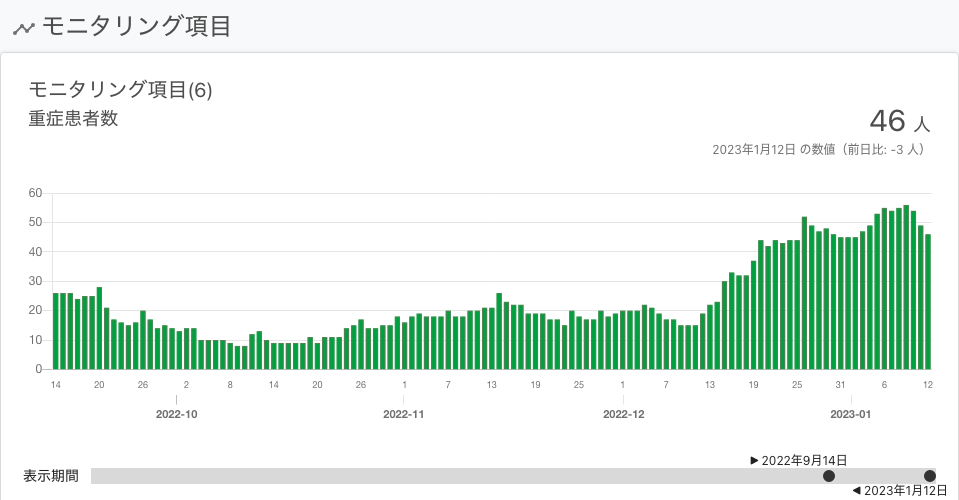 モニタリング項目
モニタリング項目(6)
重症患者数
46 人
2023年1月12日 の数値（前日比: -3 人）
60
50
40
30
20
10
0
14 20 26 2 8 14 20 26 1 7 13 19 25 1 7 13 19 25 31 6 12
2022-10 2022-11 2022-12 2023-01
▶ 2022年9月14日
表示期間
◀ 2023年1月12日